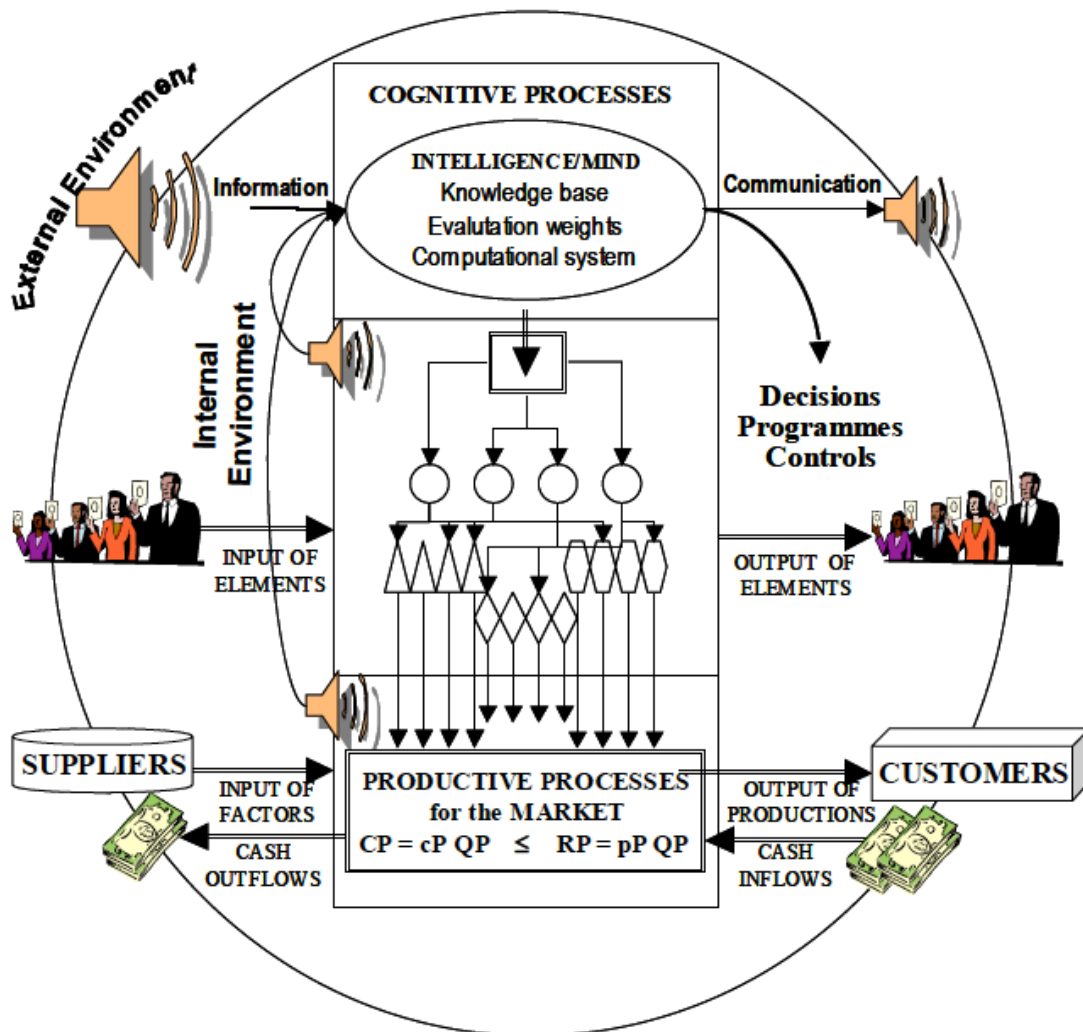 External Environment
COGNITIVE PROCESSES
INTELLIGENCE/MIND
Knowledge base
Evalutation weights
Computational system
Information
Communication
Internal
Environment
Decisions
Programmes
Controls
INPUT OF
ELEMENTS
OUTPUT OF
ELEMENTS
SUPPLIERS
INPUT OF
FACTORS
CASH
OUTFLOWS
PRODUCTIVE PROCESSES
for the MARKET
CP = cP QP ≤ RP = pP QP
OUTPUT OF
PRODUCTIONS
CASH
INFLOWS
CUSTOMERS